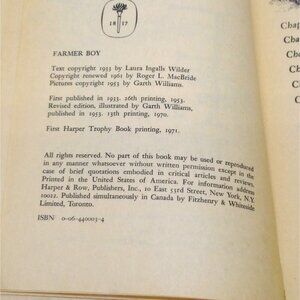 18 17
FARMER BOY
Text copyright 1933 by Laura Ingalls Wilder
Copyright renewed 1961 by Roger L. MacBride
Pictures copyright 1953 by Garth Williams.
First published in 1933. 26th printing, 1953.
Revised edition, illustrated by Garth Williams,
published in 1953. 13th printing, 1970.
First Harper Trophy Book printing, 1971.
All rights reserved. No part of this book may be used or reproduced
in any manner whatsoever without written permission except in the
case of brief quotations embodied in critical articles and reviews.
Printed in the United States of America. For information address
Harper & Row, Publishers, Inc., 10 East 53rd Street, New York, N.Y.
10022. Published simultaneously in Canada by Fitzhenry & Whiteside
Limited, Toronto.
ISBN 0-06-440003-4
Chap
Cha
Cha
Ch